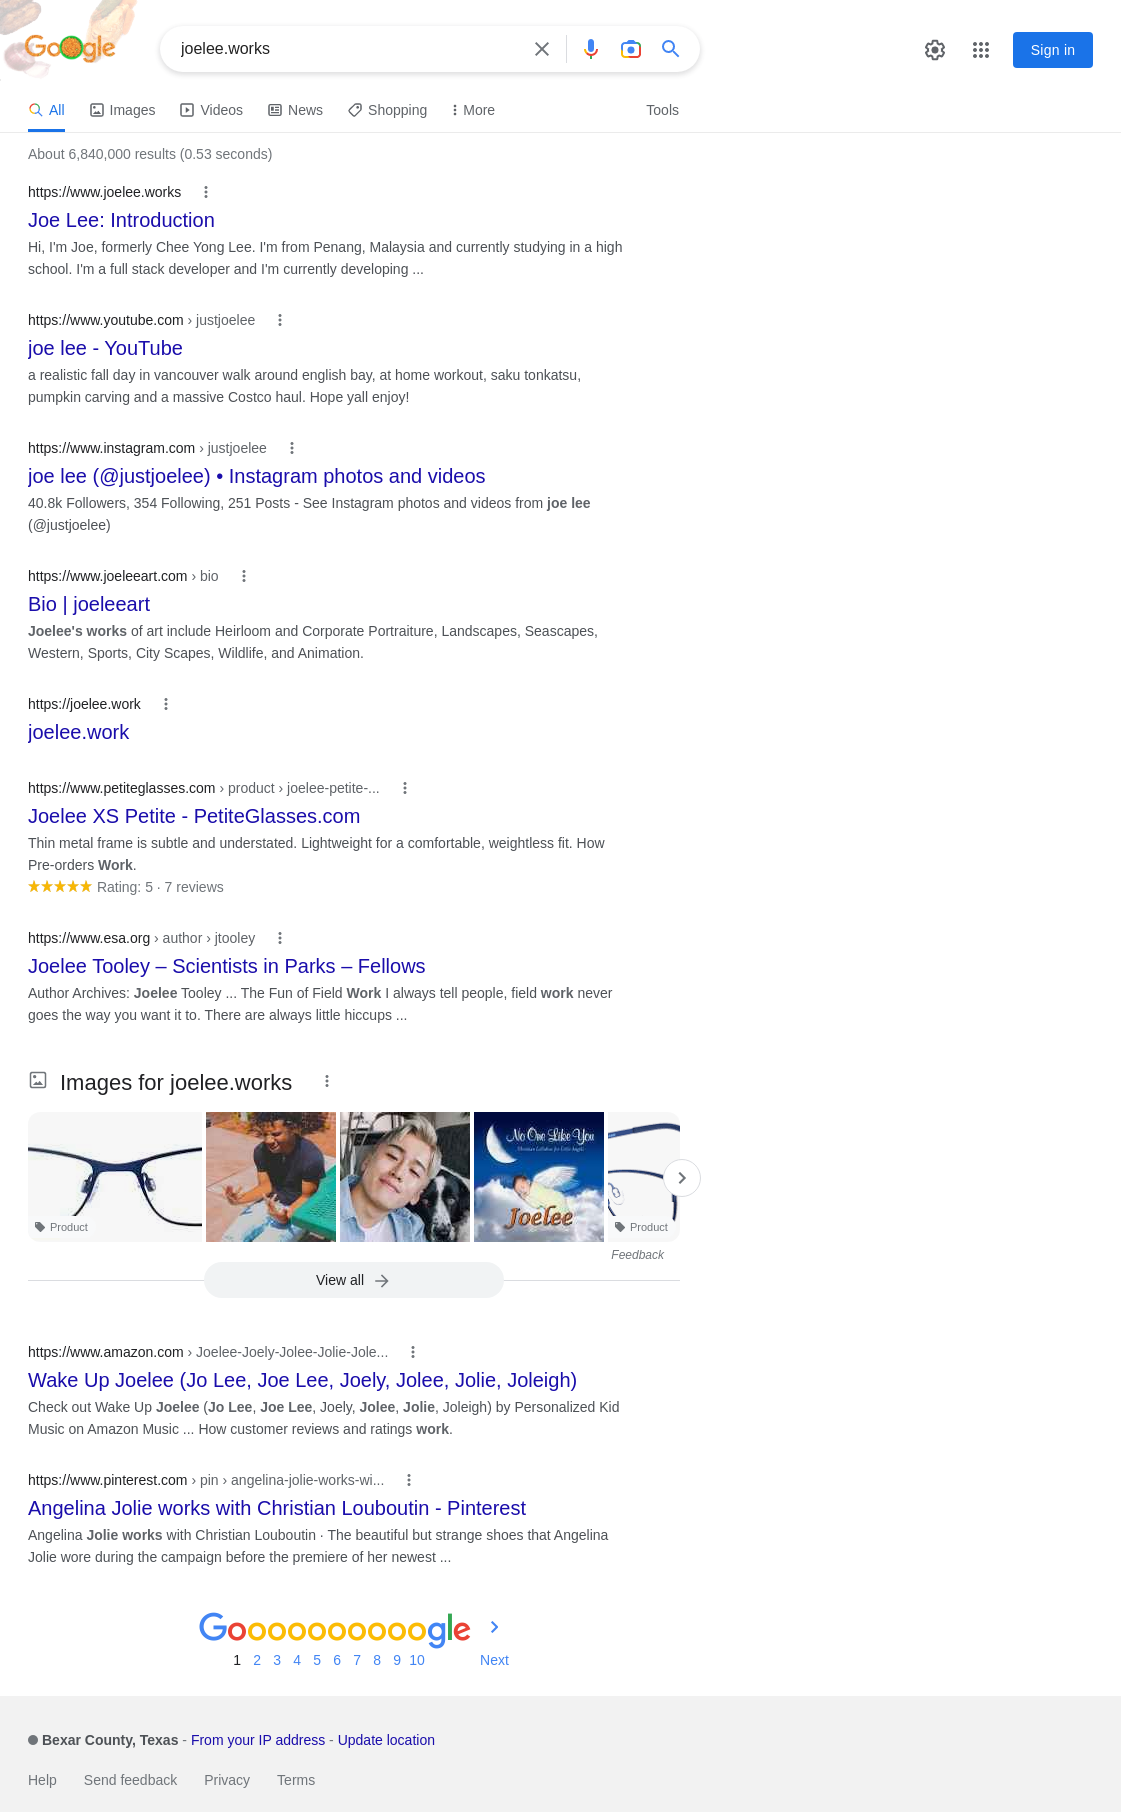 Google
joelee.works
Sign in
All Images Videos News Shopping More Tools
About 6,840,000 results (0.53 seconds)
https://www.joelee.works
Joe Lee: Introduction
Hi, I'm Joe, formerly Chee Yong Lee. I'm from Penang, Malaysia and currently studying in a high
school. I'm a full stack developer and I'm currently developing ...
https://www.youtube.com › justjoelee
joe lee - YouTube
a realistic fall day in vancouver walk around english bay, at home workout, saku tonkatsu,
pumpkin carving and a massive Costco haul. Hope yall enjoy!
https://www.instagram.com › justjoelee
joe lee (@justjoelee) • Instagram photos and videos
40.8k Followers, 354 Following, 251 Posts - See Instagram photos and videos from joe lee
(@justjoelee)
https://www.joeleeart.com › bio
Bio | joeleeart
Joelee's works of art include Heirloom and Corporate Portraiture, Landscapes, Seascapes,
Western, Sports, City Scapes, Wildlife, and Animation.
https://joelee.work
joelee.work
https://www.petiteglasses.com › product › joelee-petite-...
Joelee XS Petite - PetiteGlasses.com
Thin metal frame is subtle and understated. Lightweight for a comfortable, weightless fit. How
Pre-orders Work.
Rating: 5 · 7 reviews
https://www.esa.org › author › jtooley
Joelee Tooley – Scientists in Parks – Fellows
Author Archives: Joelee Tooley ... The Fun of Field Work I always tell people, field work never
goes the way you want it to. There are always little hiccups ...
Images for joelee.works
No One Like You
Joelee
Product
Product
Feedback
View all
https://www.amazon.com › Joelee-Joely-Jolee-Jolie-Jole...
Wake Up Joelee (Jo Lee, Joe Lee, Joely, Jolee, Jolie, Joleigh)
Check out Wake Up Joelee (Jo Lee, Joe Lee, Joely, Jolee, Jolie, Joleigh) by Personalized Kid
Music on Amazon Music ... How customer reviews and ratings work.
https://www.pinterest.com › pin › angelina-jolie-works-wi...
Angelina Jolie works with Christian Louboutin - Pinterest
Angelina Jolie works with Christian Louboutin · The beautiful but strange shoes that Angelina
Jolie wore during the campaign before the premiere of her newest ...
Goooooooooogle
1 2 3 4 5 6 7 8 9 10 Next
Bexar County, Texas - From your IP address - Update location
Help Send feedback Privacy Terms